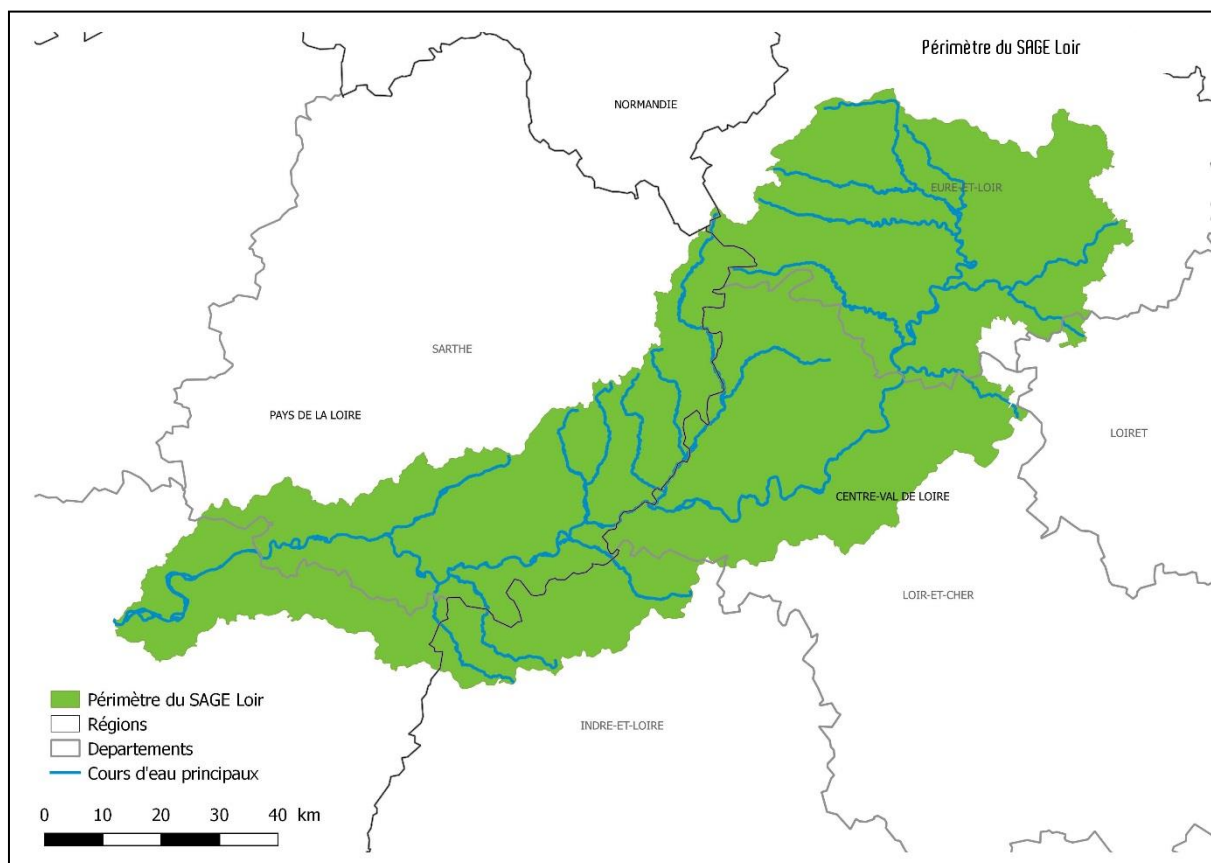 Périmètre du SAGE Loir
NORMANDIE
EURE-ET-LOIR
SARTHE
PAYS DE LA LOIRE
LOIRET
CENTRE-VAL DE LOIRE
LOIR-ET-CHER
INDRE-ET-LOIRE
Périmètre du SAGE Loir
Régions
Departements
Cours d'eau principaux
0 10 20 30 40 km